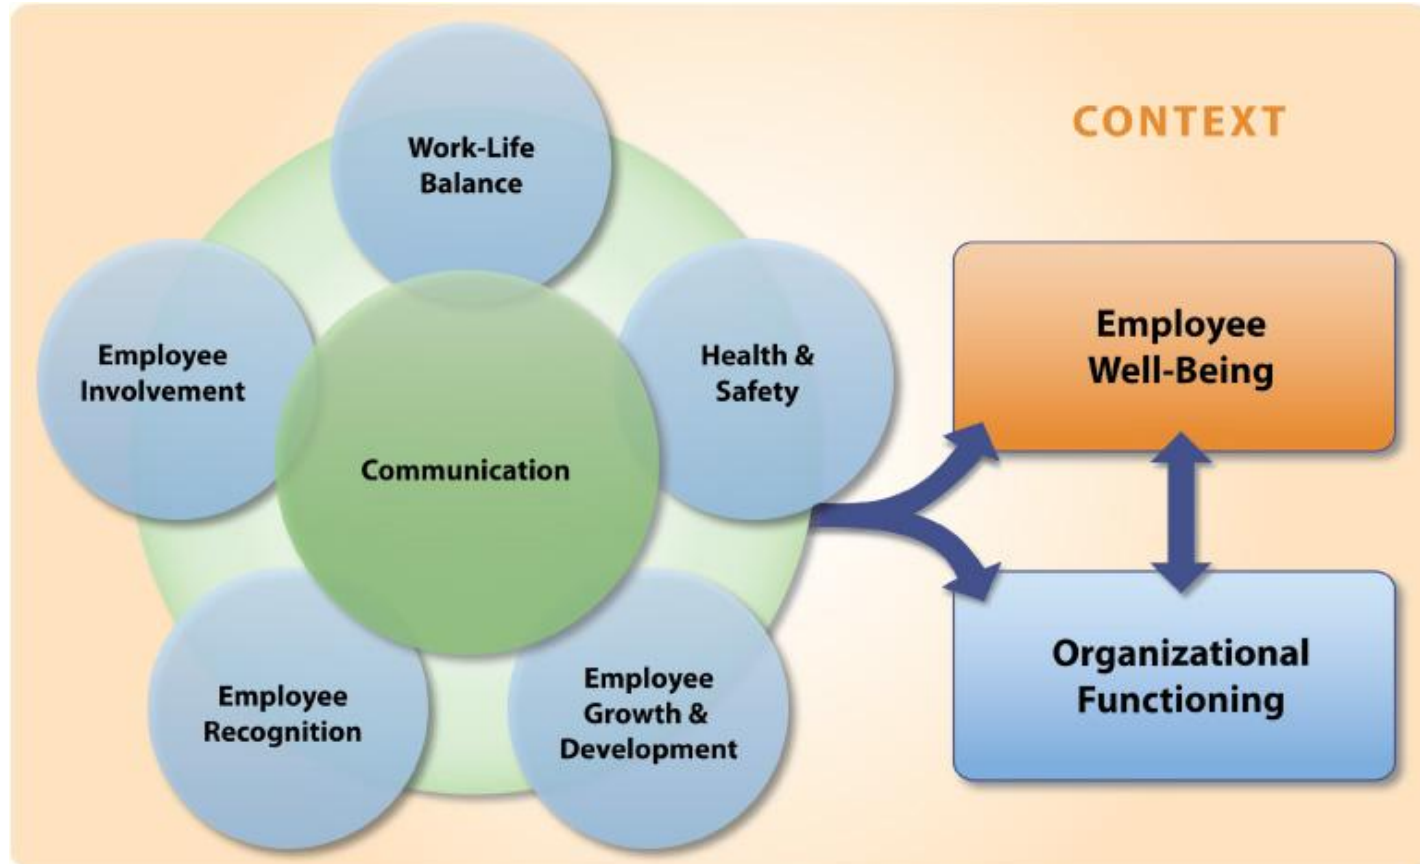 Work-Life
Balance
CONTEXT
Employee
Involvement
Health &
Safety
Communication
Employee
Recognition
Employee
Growth &
Development
Employee
Well-Being
Organizational
Functioning